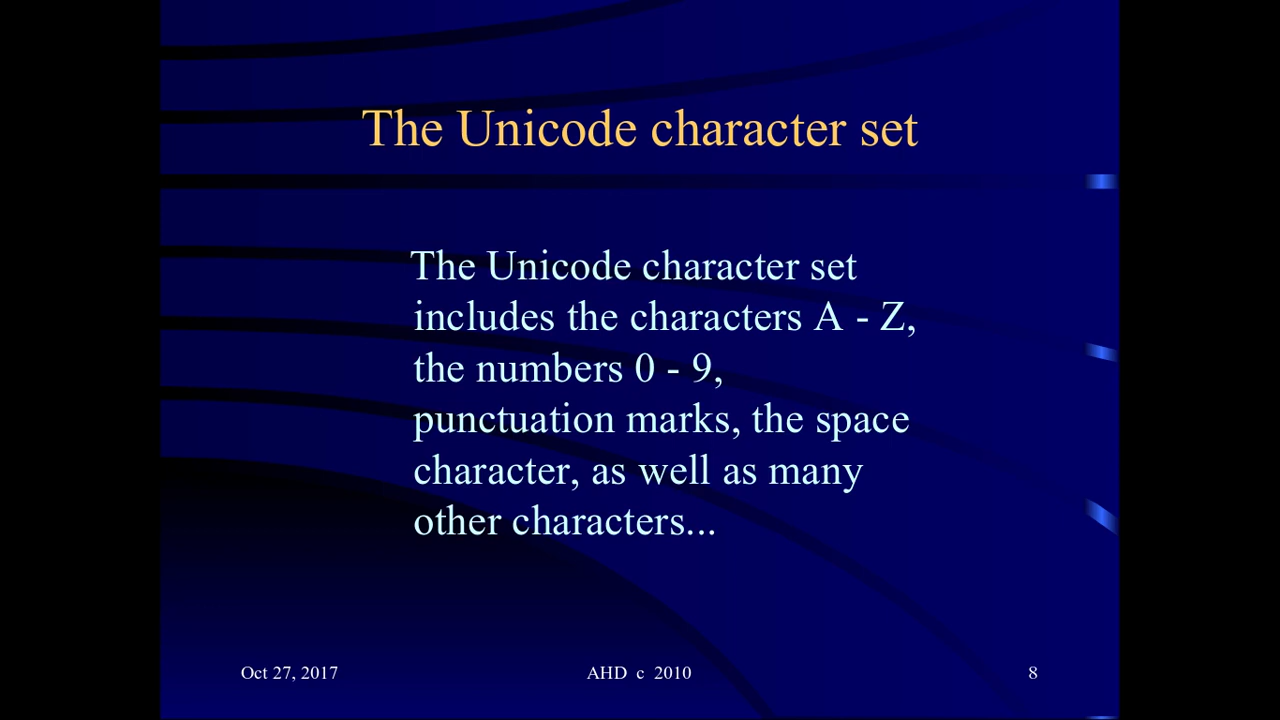 The Unicode character set
The Unicode character set
includes the characters A - Z,
the numbers 0 - 9,
punctuation marks, the space
character, as well as many
other characters...
Oct 27, 2017
AHD c 2010
8